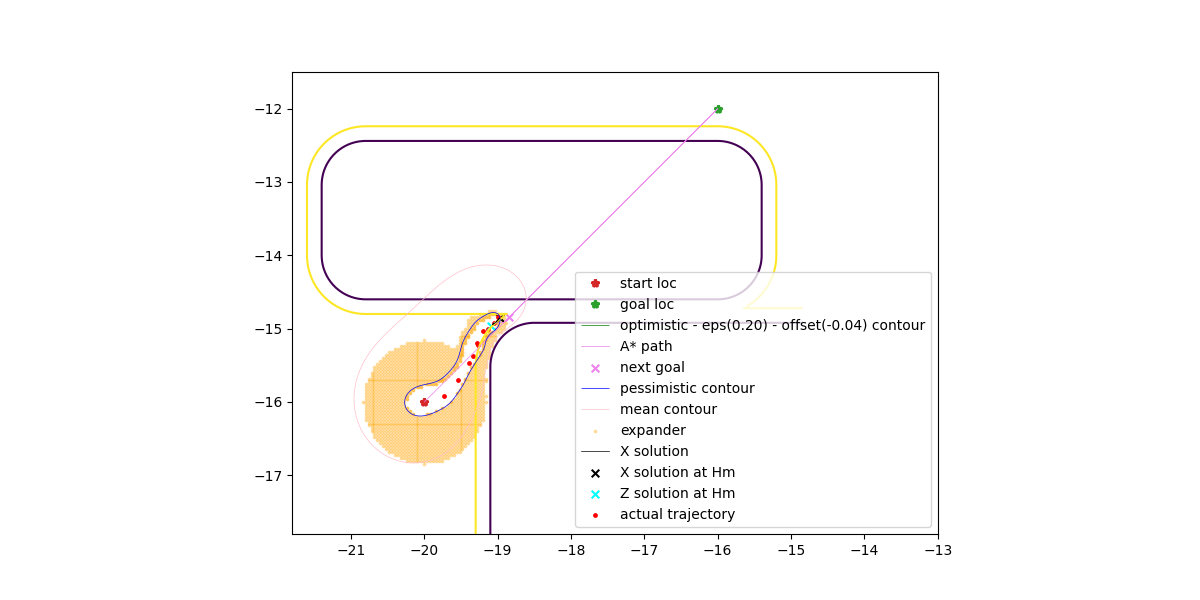 −12
−13
−14
−15
−16
−17
start loc
goal loc
optimistic - eps(0.20) - offset(-0.04) contour
A* path
next goal
pessimistic contour
mean contour
expander
X solution
X solution at Hm
Z solution at Hm
actual trajectory
−21
−20
−19
−18
−17
−16
−15
−14
−13